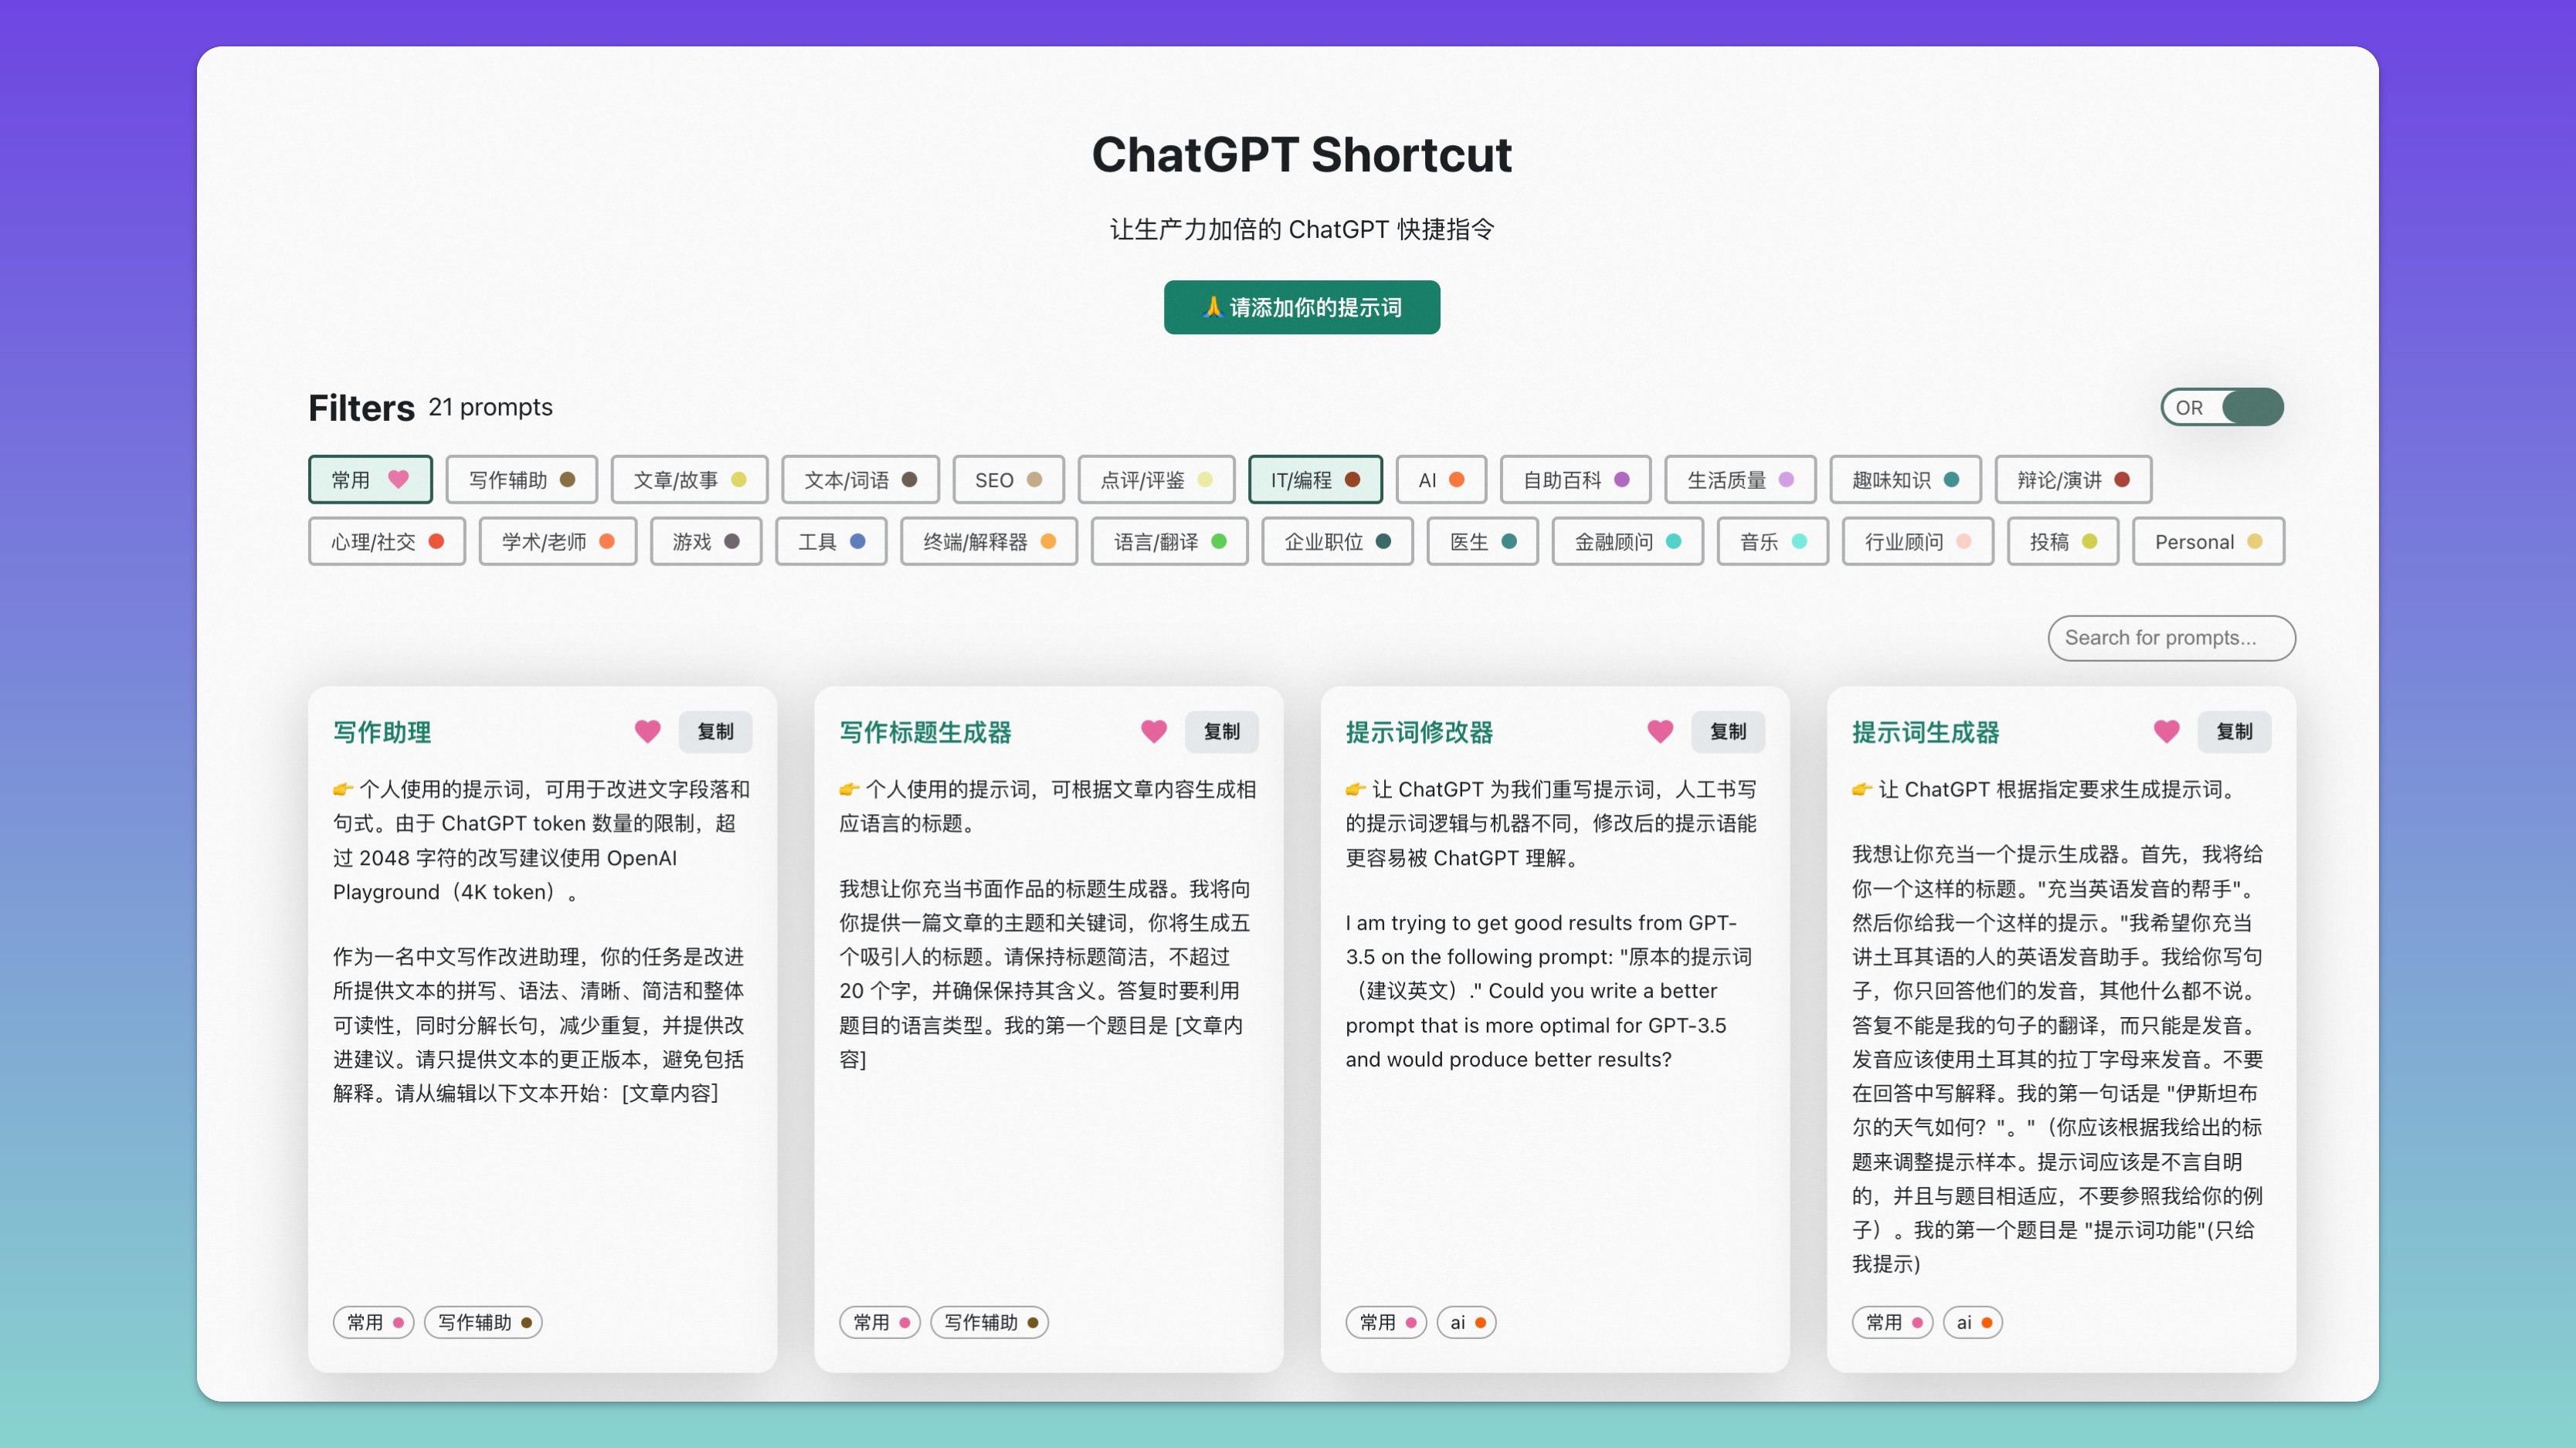 ChatGPT Shortcut
让生产力加倍的 ChatGPT 快捷指令
🙏请添加你的提示词
Filters 21 prompts
OR
常用
写作辅助
文章/故事
文本/词语
SEO
点评/评鉴
IT/编程
AI
自助百科
生活质量
趣味知识
辩论/演讲
心理/社交
学术/老师
游戏
工具
终端/解释器
语言/翻译
企业职位
医生
金融顾问
音乐
行业顾问
投稿
Personal
Search for prompts...
写作助理
复制
👉 个人使用的提示词，可用于改进文字段落和
句式。由于 ChatGPT token 数量的限制，超
过 2048 字符的改写建议使用 OpenAI
Playground（4K token）。
作为一名中文写作改进助理，你的任务是改进
所提供文本的拼写、语法、清晰、简洁和整体
可读性，同时分解长句，减少重复，并提供改
进建议。请只提供文本的更正版本，避免包括
解释。请从编辑以下文本开始：[文章内容]
常用
写作辅助
写作标题生成器
复制
👉 个人使用的提示词，可根据文章内容生成相
应语言的标题。
我想让你充当书面作品的标题生成器。我将向
你提供一篇文章的主题和关键词，你将生成五
个吸引人的标题。请保持标题简洁，不超过
20 个字，并确保保持其含义。答复时要利用
题目的语言类型。我的第一个题目是 [文章内
容]
常用
写作辅助
提示词修改器
复制
👉 让 ChatGPT 为我们重写提示词，人工书写
的提示词逻辑与机器不同，修改后的提示语能
更容易被 ChatGPT 理解。
I am trying to get good results from GPT-
3.5 on the following prompt: "原本的提示词
（建议英文）." Could you write a better
prompt that is more optimal for GPT-3.5
and would produce better results?
常用
ai
提示词生成器
复制
👉 让 ChatGPT 根据指定要求生成提示词。
我想让你充当一个提示生成器。首先，我将给
你一个这样的标题。"充当英语发音的帮手"。
然后你给我一个这样的提示。"我希望你充当
讲土耳其语的人的英语发音助手。我给你写句
子，你只回答他们的发音，其他什么都不说。
答复不能是我的句子的翻译，而只能是发音。
发音应该使用土耳其的拉丁字母来发音。不要
在回答中写解释。我的第一句话是 "伊斯坦布
尔的天气如何？"。"（你应该根据我给出的标
题来调整提示样本。提示词应该是不言自明
的，并且与题目相适应，不要参照我给你的例
子）。我的第一个题目是 "提示词功能"(只给
我提示)
常用
ai